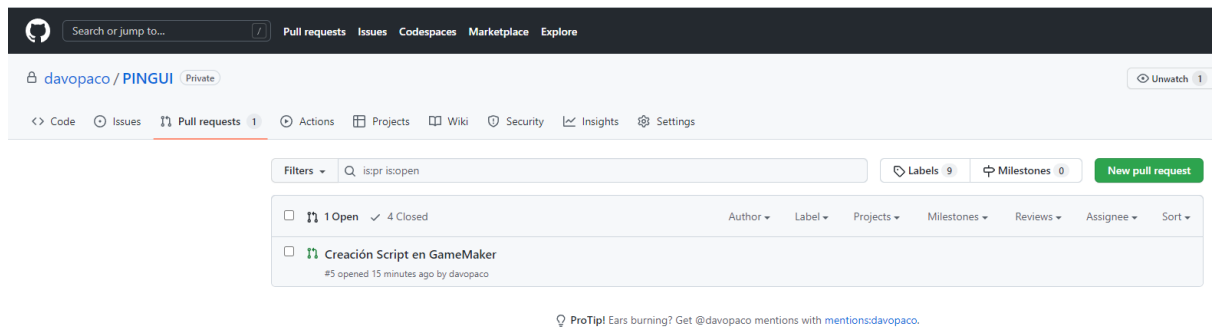 Search or jump to... / Pull requests Issues Codespaces Marketplace Explore
davopaco / PINGUI Private Unwatch 1
<> Code Issues Pull requests 1 Actions Projects Wiki Security Insights Settings
Filters is:pr is:open Labels 9 Milestones 0 New pull request
1 Open 4 Closed Author Label Projects Milestones Reviews Assignee Sort
Creación Script en GameMaker
#5 opened 15 minutes ago by davopaco
ProTip! Ears burning? Get @davopaco mentions with mentions:davopaco.